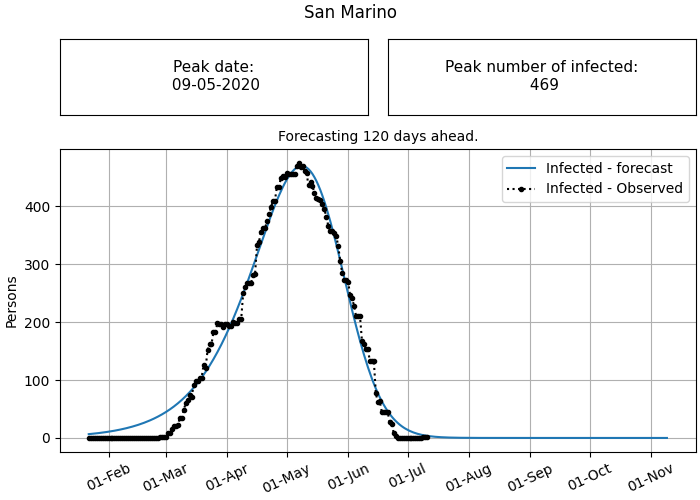 San Marino
Peak date:
09-05-2020
Peak number of infected:
469
Forecasting 120 days ahead.
Infected - forecast
Infected - Observed
Persons
400
300
200
100
0
01-Feb
01-Mar
01-Apr
01-May
01-Jun
01-Jul
01-Aug
01-Sep
01-Oct
01-Nov